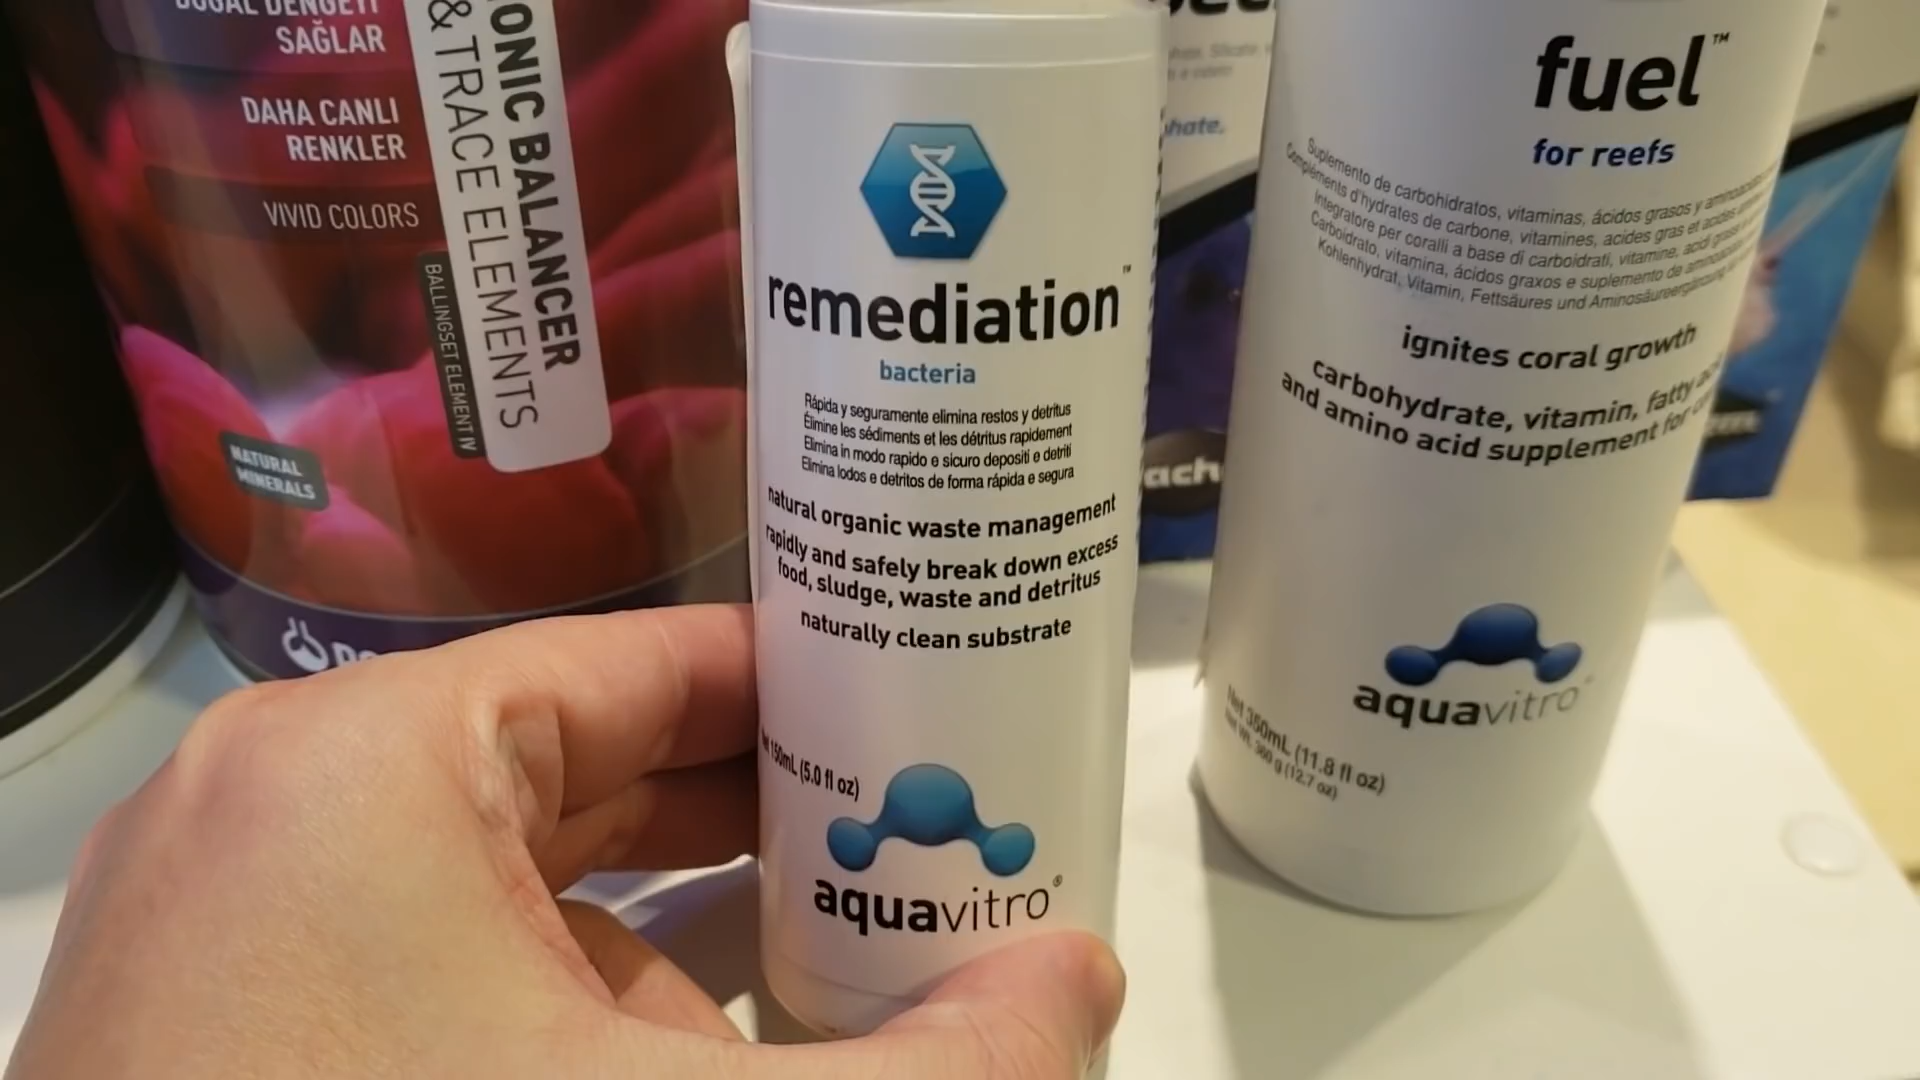 SAĞLAR
DAHA CANLI
RENKLER
VIVID COLORS
NATURAL
MINERALS
BALANCER
& TRACE ELEMENTS
BALLINGSET ELEMENT IV
remediation™
bacteria
Rápida y seguramente elimina restos y detritus
Élimine les sédiments et les détritus rapidement
Elimina in modo rapido e sicuro depositi e detriti
Elimina lodos e detritos de forma rápida e segura
natural organic waste management
rapidly and safely break down excess
food, sludge, waste and detritus
naturally clean substrate
150mL (5.0 fl oz)
aquavitro®
fuel™
for reefs
Suplemento de carbohidratos, vitaminas, ácidos grasos y
Compléments d'hydrates de carbone, vitamines, acides gras et acides
Integratore per coralli a base di carboidrati, vitamine, acidi
Carboidrato, vitamina, ácidos graxos e suplemento de
Kohlenhydrat, Vitamin, Fettsäures und
ignites coral growth
carbohydrate, vitamin, fatty
and amino acid supplement for
aquavitro
Net 350mL (11.8 fl oz)
(12.7 oz)